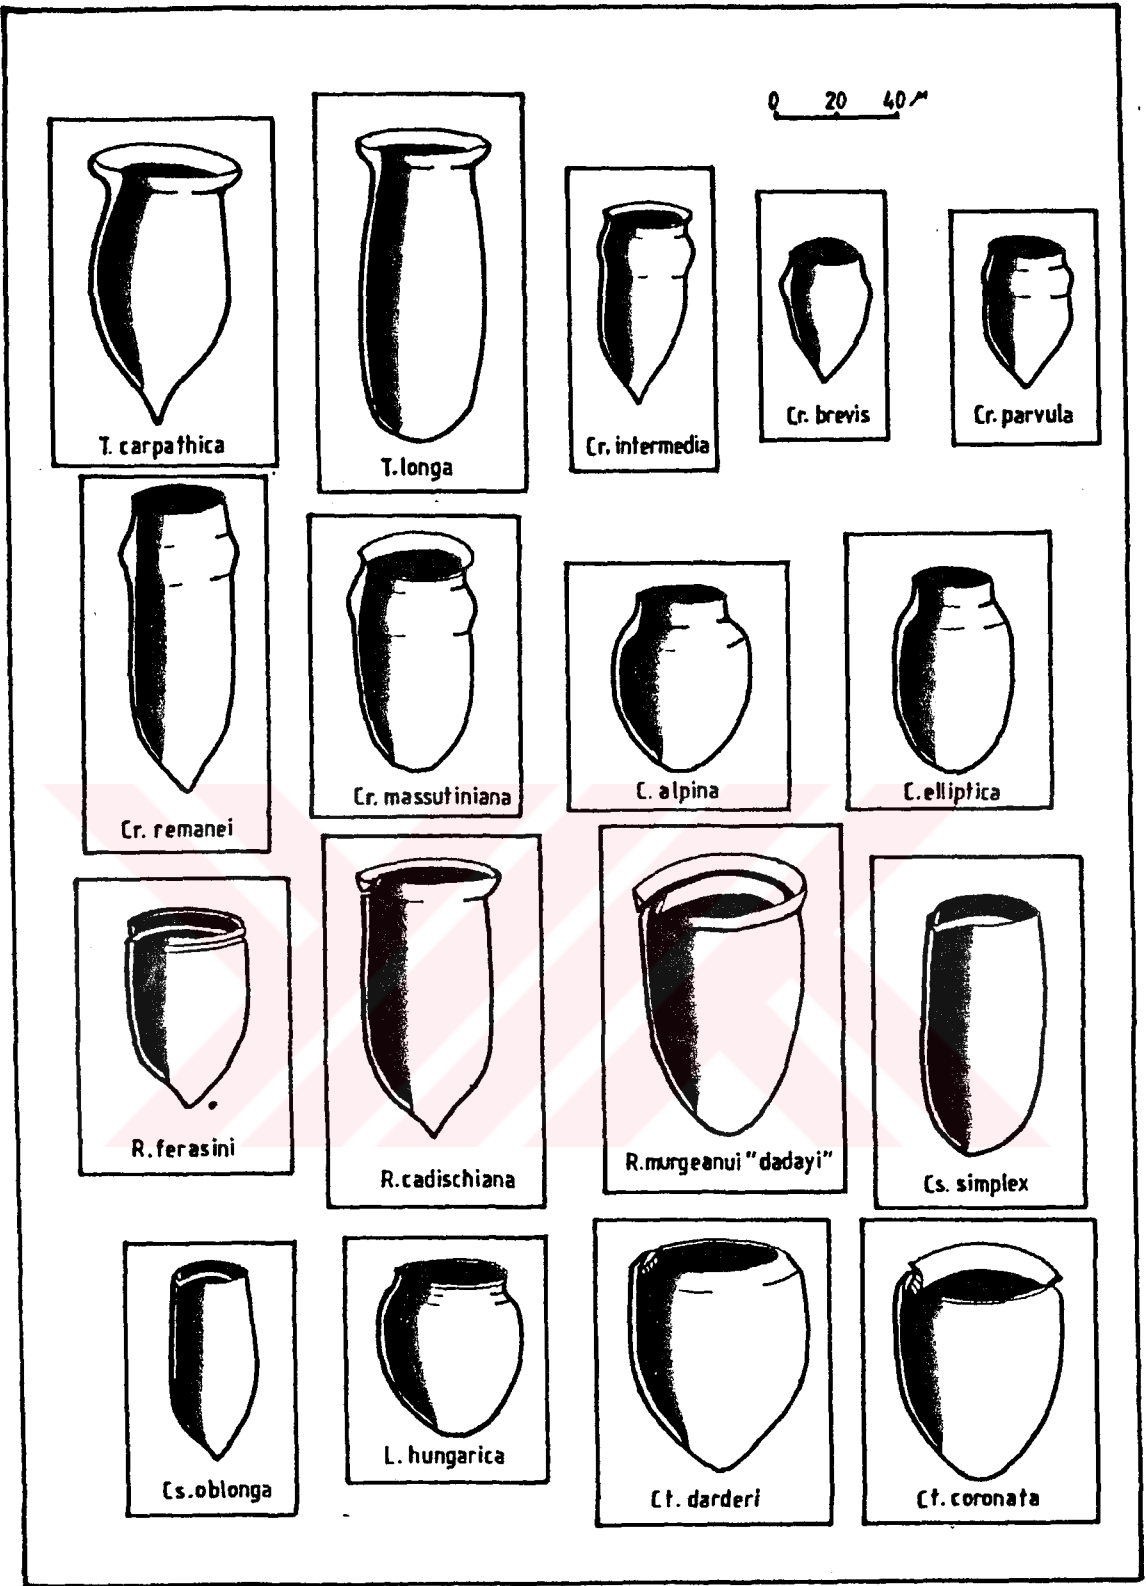 0 20 40 μ
T. carpathica
T. longa
Cr. intermedia
Cr. brevis
Cr. parvula
Cr. remanei
Cr. massutiniana
C. alpina
C. elliptica
R. ferasini
R. cadischiana
R. murgeanui "dadayi"
Cs. simplex
Cs. oblonga
L. hungarica
Ct. darderi
Ct. coronata